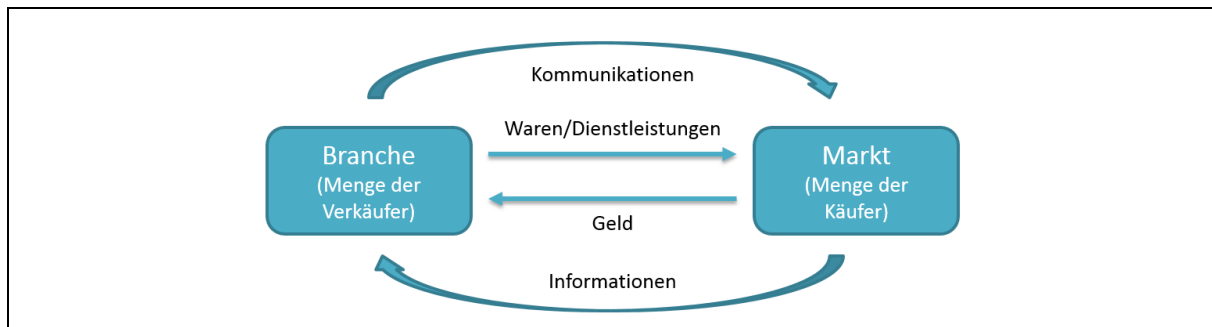 Kommunikationen
Waren/Dienstleistungen
Branche
(Menge der
Verkäufer)
Markt
(Menge der
Käufer)
Geld
Informationen